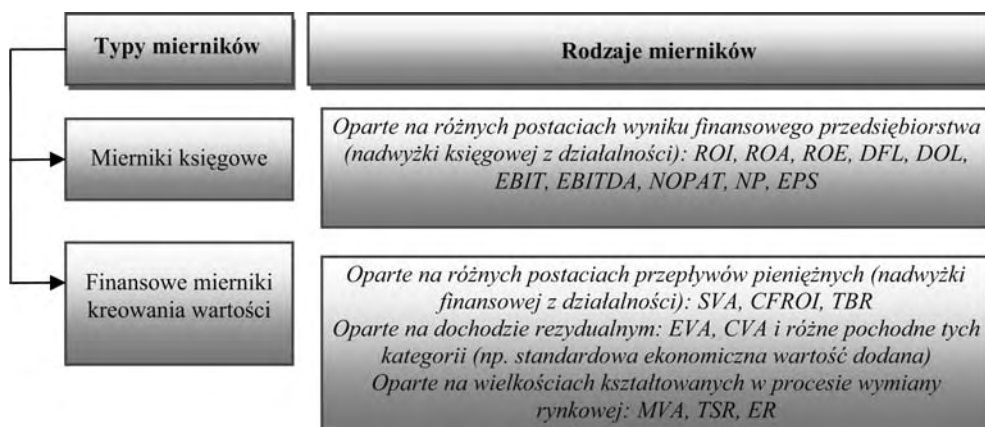 Typy mierników
Rodzaje mierników
Mierniki księgowe
Oparte na różnych postaciach wyniku finansowego przedsiębiorstwa
(nadwyżki księgowej z działalności): ROI, ROA, ROE, DFL, DOL,
EBIT, EBITDA, NOPAT, NP, EPS
Finansowe mierniki
kreowania wartości
Oparte na różnych postaciach przepływów pieniężnych (nadwyżki
finansowej z działalności): SVA, CFROI, TBR
Oparte na dochodzie rezydualnym: EVA, CVA i różne pochodne tych
kategorii (np. standardowa ekonomiczna wartość dodana)
Oparte na wielkościach kształtowanych w procesie wymiany
rynkowej: MVA, TSR, ER